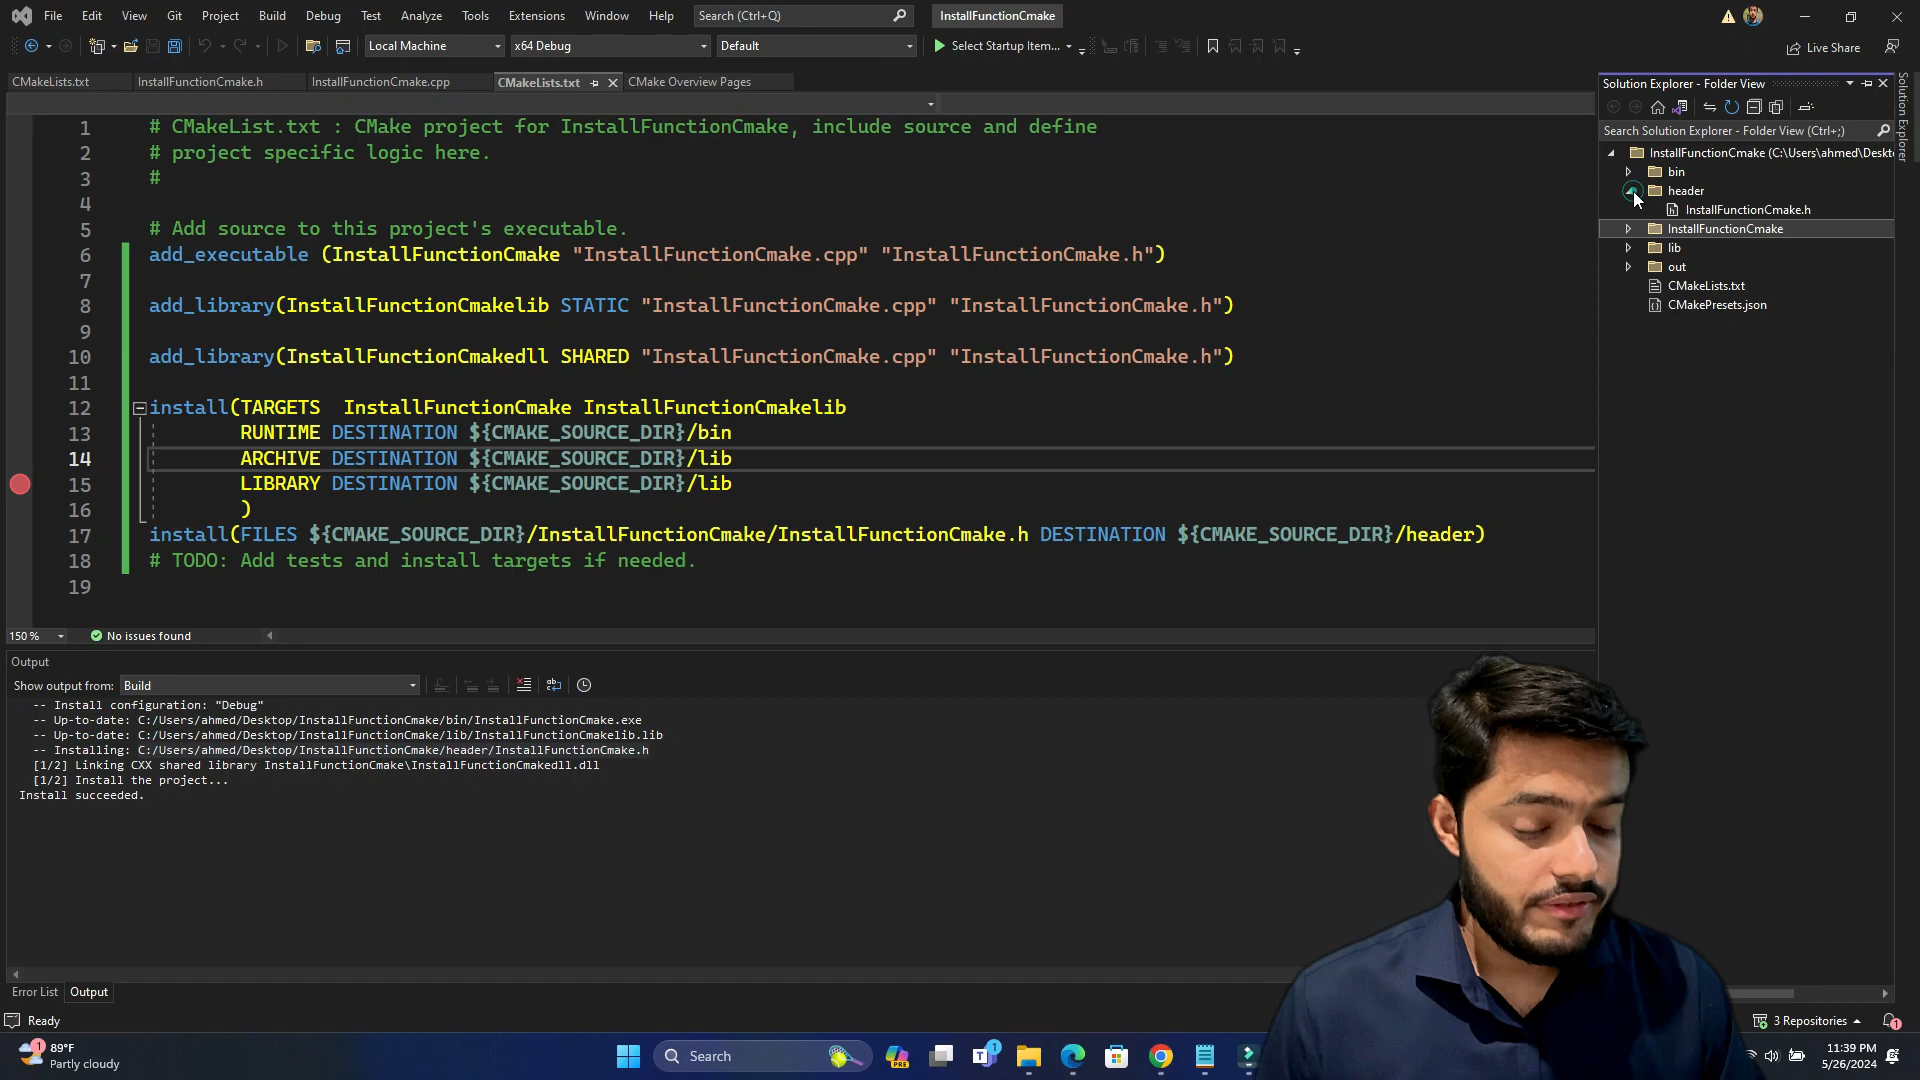 File Edit View Git Project Build Debug Test Analyze Tools Extensions Window Help Search (Ctrl+Q) InstallFunctionCmake
Local Machine x64 Debug Default Select Startup Item... Live Share
CMakeLists.txt InstallFunctionCmake.h InstallFunctionCmake.cpp CMakeLists.txt CMake Overview Pages
1 # CMakeList.txt : CMake project for InstallFunctionCmake, include source and define
2 # project specific logic here.
3 #
4
5 # Add source to this project's executable.
6 add_executable (InstallFunctionCmake "InstallFunctionCmake.cpp" "InstallFunctionCmake.h")
7
8 add_library(InstallFunctionCmakelib STATIC "InstallFunctionCmake.cpp" "InstallFunctionCmake.h")
9
10 add_library(InstallFunctionCmakedll SHARED "InstallFunctionCmake.cpp" "InstallFunctionCmake.h")
11
12 install(TARGETS InstallFunctionCmake InstallFunctionCmakelib
13 RUNTIME DESTINATION ${CMAKE_SOURCE_DIR}/bin
14 ARCHIVE DESTINATION ${CMAKE_SOURCE_DIR}/lib
15 LIBRARY DESTINATION ${CMAKE_SOURCE_DIR}/lib
16 )
17 install(FILES ${CMAKE_SOURCE_DIR}/InstallFunctionCmake/InstallFunctionCmake.h DESTINATION ${CMAKE_SOURCE_DIR}/header)
18 # TODO: Add tests and install targets if needed.
19
150 % No issues found
Output
Show output from: Build
-- Install configuration: "Debug"
-- Up-to-date: C:/Users/ahmed/Desktop/InstallFunctionCmake/bin/InstallFunctionCmake.exe
-- Up-to-date: C:/Users/ahmed/Desktop/InstallFunctionCmake/lib/InstallFunctionCmakelib.lib
-- Installing: C:/Users/ahmed/Desktop/InstallFunctionCmake/header/InstallFunctionCmake.h
[1/2] Linking CXX shared library InstallFunctionCmake\InstallFunctionCmakedll.dll
[1/2] Install the project...
Install succeeded.
Error List Output
Ready
Solution Explorer - Folder View
Search Solution Explorer - Folder View (Ctrl+;)
InstallFunctionCmake (C:\Users\ahmed\Deskt
bin
header
InstallFunctionCmake.h
InstallFunctionCmake
lib
out
CMakeLists.txt
CMakePresets.json
Solution Explorer
3 Repositories 1
1 89°F
Partly cloudy
Search
PRE
1
11:39 PM
5/26/2024